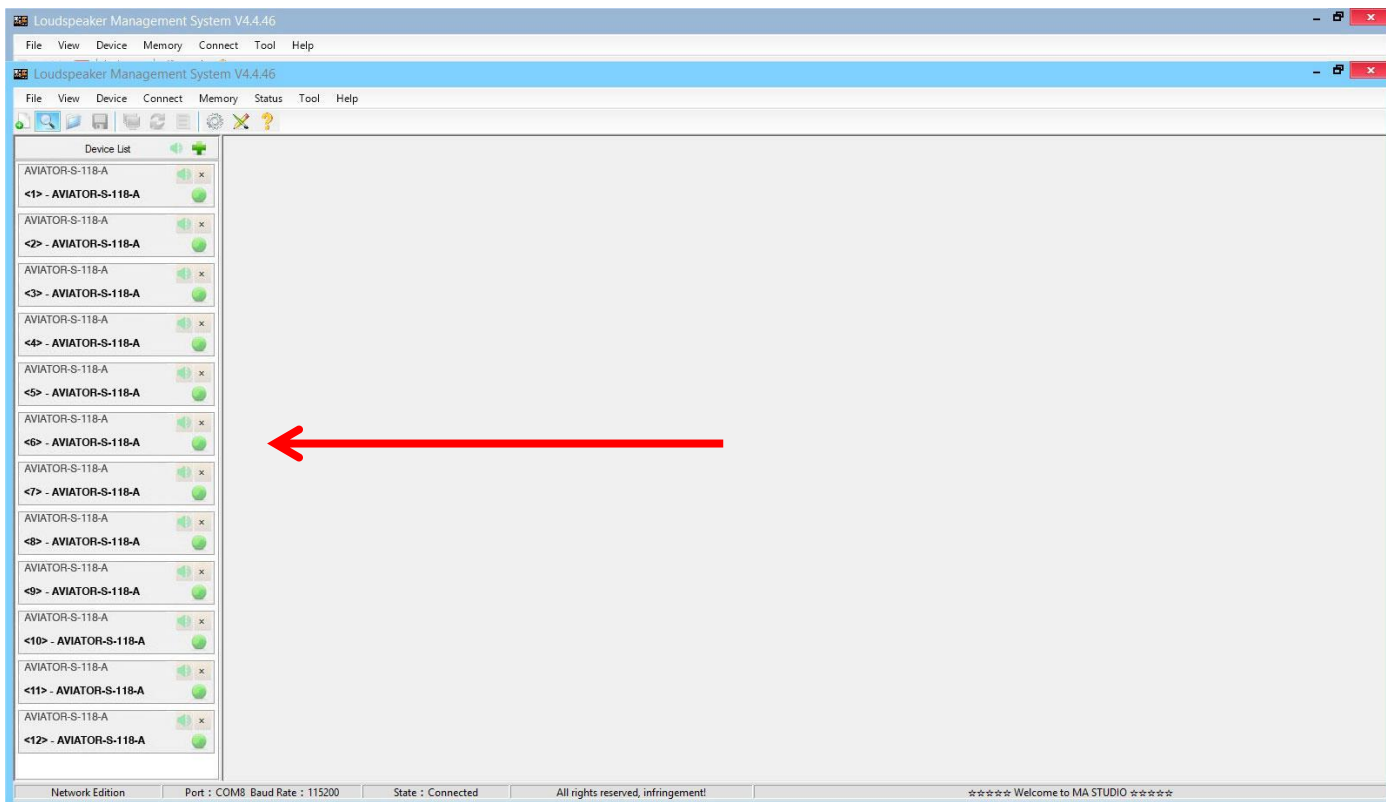 Loudspeaker Management System V4.4.46
File View Device Memory Connect Tool Help
Loudspeaker Management System V4.4.46
File View Device Connect Memory Status Tool Help
Device List
AVIATOR-S-118-A
<1> - AVIATOR-S-118-A
AVIATOR-S-118-A
<2> - AVIATOR-S-118-A
AVIATOR-S-118-A
<3> - AVIATOR-S-118-A
AVIATOR-S-118-A
<4> - AVIATOR-S-118-A
AVIATOR-S-118-A
<5> - AVIATOR-S-118-A
AVIATOR-S-118-A
<6> - AVIATOR-S-118-A
AVIATOR-S-118-A
<7> - AVIATOR-S-118-A
AVIATOR-S-118-A
<8> - AVIATOR-S-118-A
AVIATOR-S-118-A
<9> - AVIATOR-S-118-A
AVIATOR-S-118-A
<10> - AVIATOR-S-118-A
AVIATOR-S-118-A
<11> - AVIATOR-S-118-A
AVIATOR-S-118-A
<12> - AVIATOR-S-118-A
Network Edition Port : COM8 Baud Rate : 115200 State : Connected All rights reserved, infringement! ☆☆☆☆☆ Welcome to MA STUDIO ☆☆☆☆☆